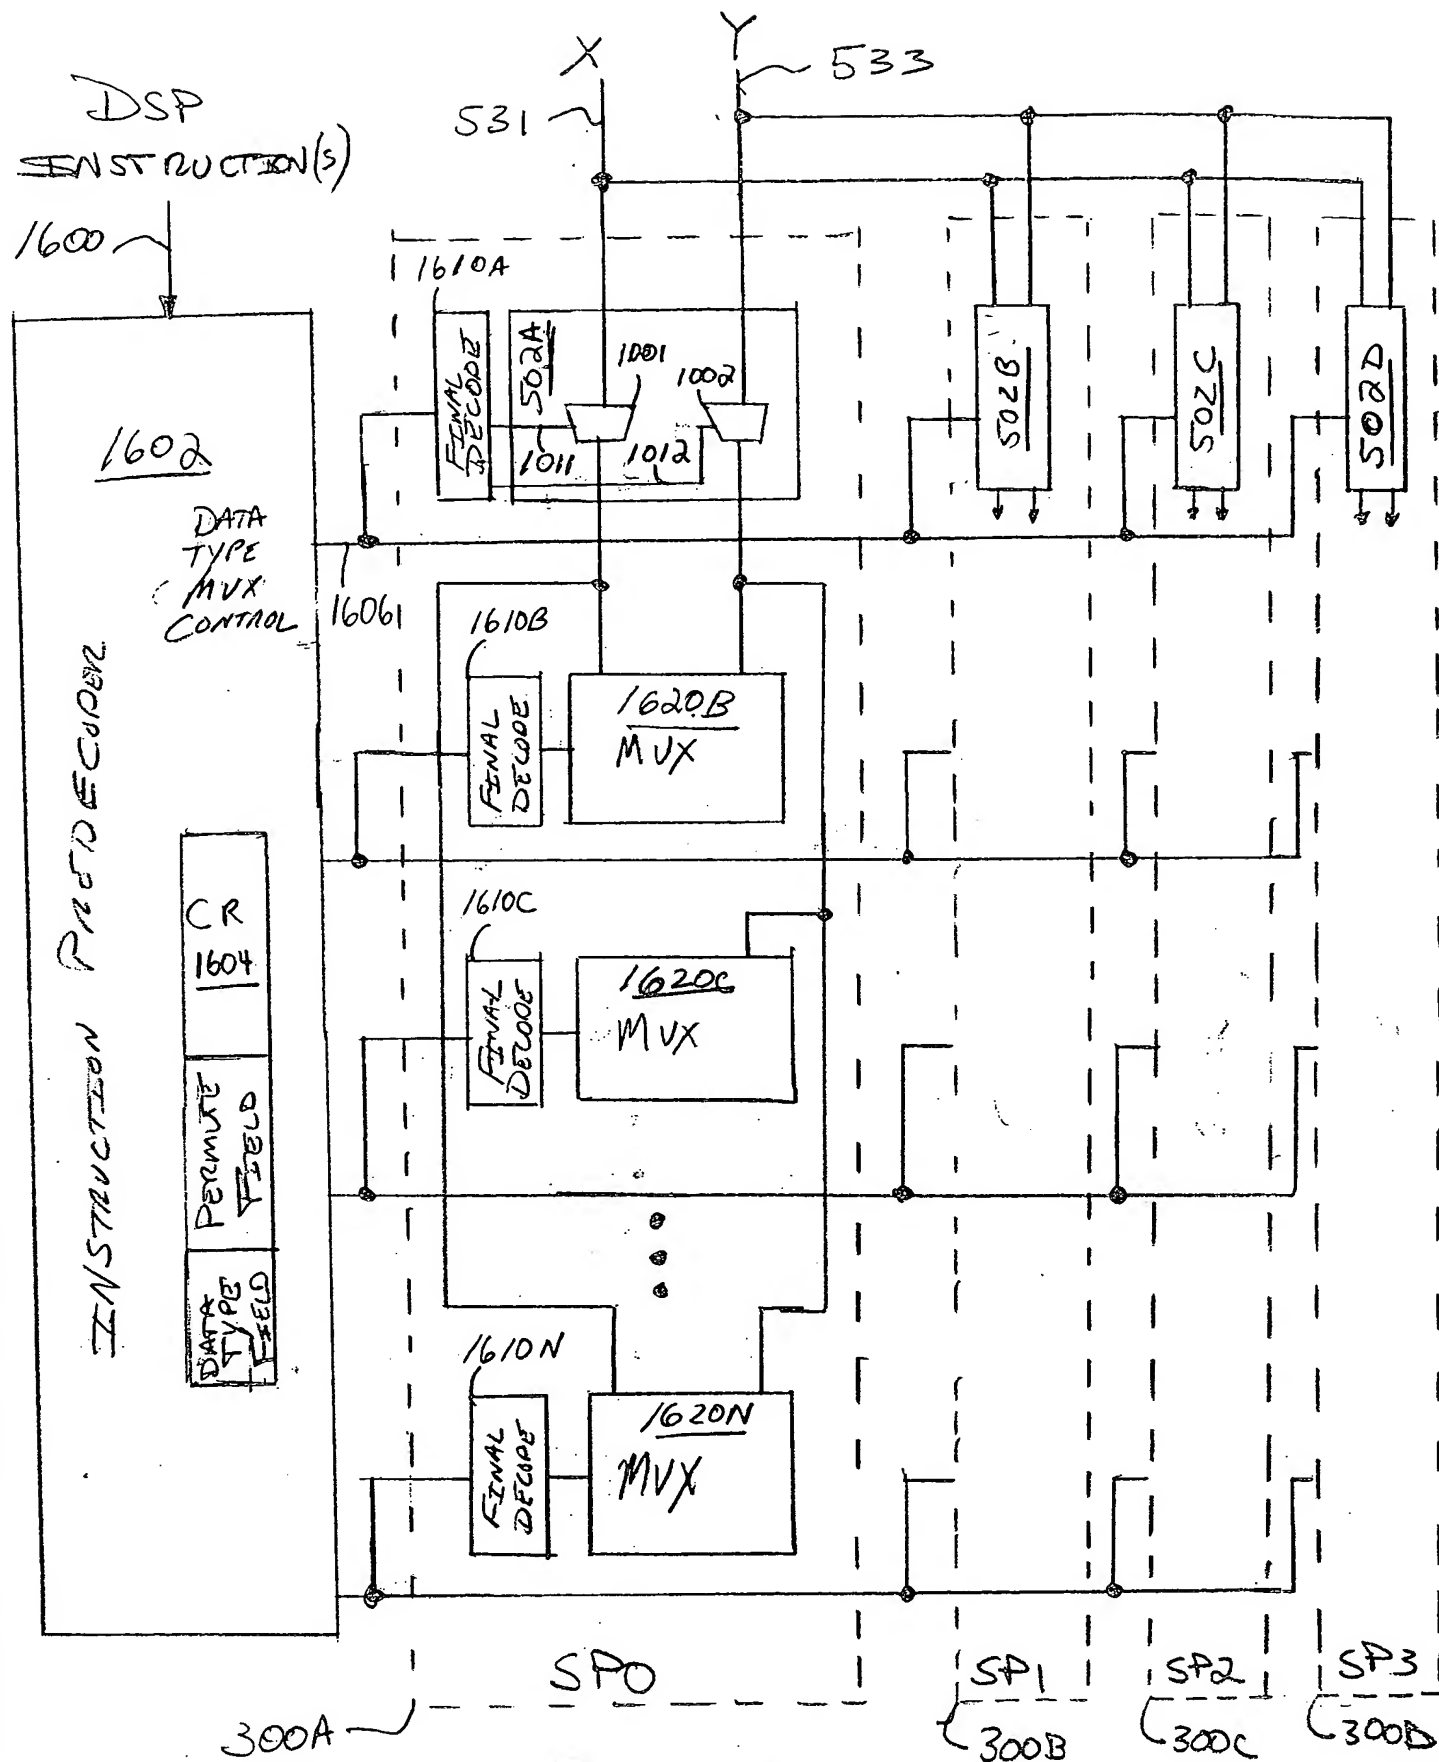 X
Y
531
533
DSP
INSTRUCTION(S)
1600
1610A
FINAL
DECODE
502A
1001
1002
1011
1012
502B
502C
502D
1602
DATA
TYPE
MUX
CONTROL
1606
INSTRUCTION PREDECODER
CR
1604
PERMUTE
FIELD
DATA
TYPE
FIELD
1610B
FINAL
DECODE
1620B
MUX
1610C
FINAL
DECODE
1620C
MUX
1610N
FINAL
DECODE
1620N
MUX
SP0
SP1
SP2
SP3
300A
300B
300C
300D